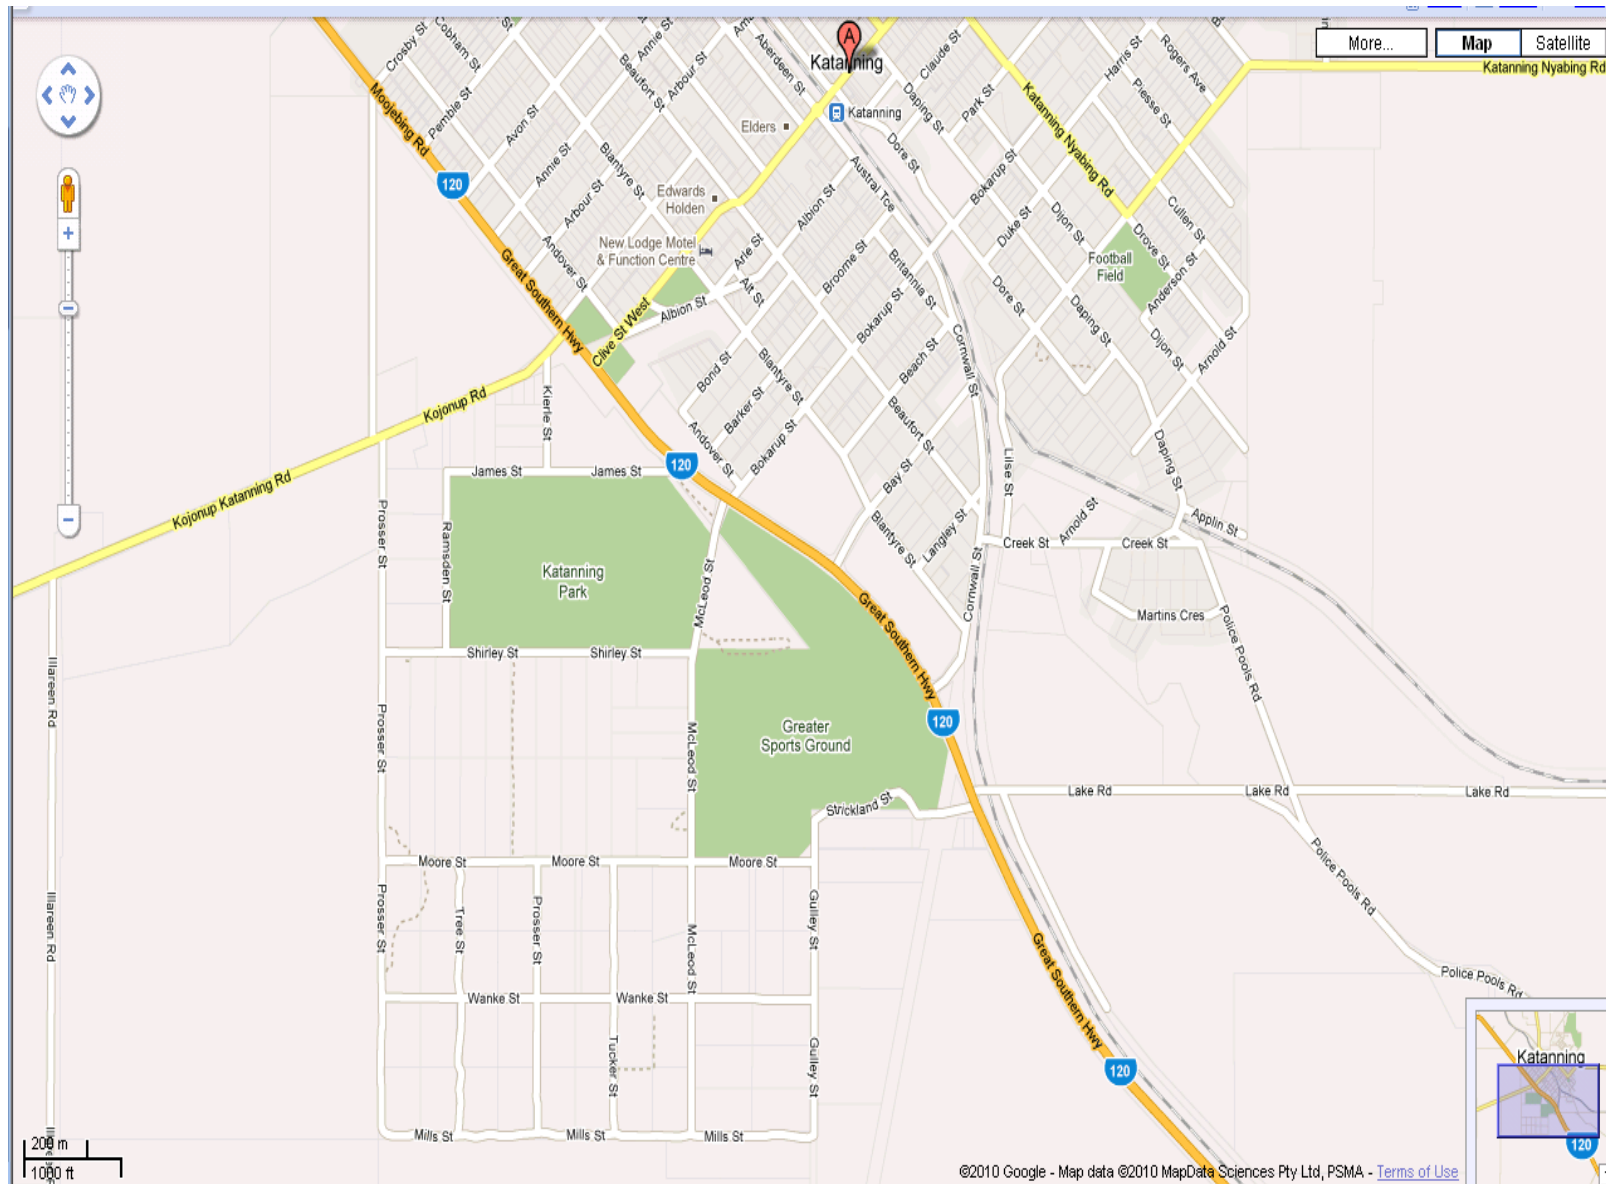 More...
Map
Satellite
Katanning Nyabing Rd
A
Katanning
Katanning
Crosby St
Cobham St
Annie St
Aberdeen St
Claude St
Harris St
Rogers Ave
Piesse St
Pemble St
Avon St
Beaufort St
Arbour St
Daping St
Park St
Katanning Nyabing Rd
Moojebing Rd
120
Elders
Dore St
Annie St
Arbour St
Blantyre St
Edwards
Holden
Albion St
Austral Tce
Bokarup St
Duke St
Dijon St
Cullen St
Drove St
Anderson St
Football
Field
New Lodge Motel
& Function Centre
Arle St
Alt St
Broome St
Britannia St
Andover St
Great Southern Hwy
Albion St
Clive St West
Bokarup St
Dore St
Daping St
Dijon St
Arnold St
Bond St
Blantyre St
Beach St
Cornwall St
Kojonup Rd
Kierle St
Barker St
Andover St
Bokarup St
Beaufort St
Daping St
James St
James St
120
Bay St
Lilse St
Kojonup Katanning Rd
Prosser St
Ramsden St
Katanning
Park
McLeod St
Blantyre St
Langley St
Cornwall St
Creek St
Arnold St
Creek St
Applin St
Martins Cres
Police Pools Rd
Great Southern Hwy
Shirley St
Shirley St
Illareen Rd
Prosser St
McLeod St
Greater
Sports Ground
120
Strickland St
Lake Rd
Lake Rd
Lake Rd
Moore St
Moore St
Moore St
Police Pools Rd
Illareen Rd
Prosser St
Tree St
Prosser St
McLeod St
Gulley St
Great Southern Hwy
Police Pools Rd
Wanke St
Wanke St
Tucker St
Gulley St
120
Katanning
120
Mills St
Mills St
Mills St
200 m
1000 ft
©2010 Google - Map data ©2010 MapData Sciences Pty Ltd, PSMA - Terms of Use